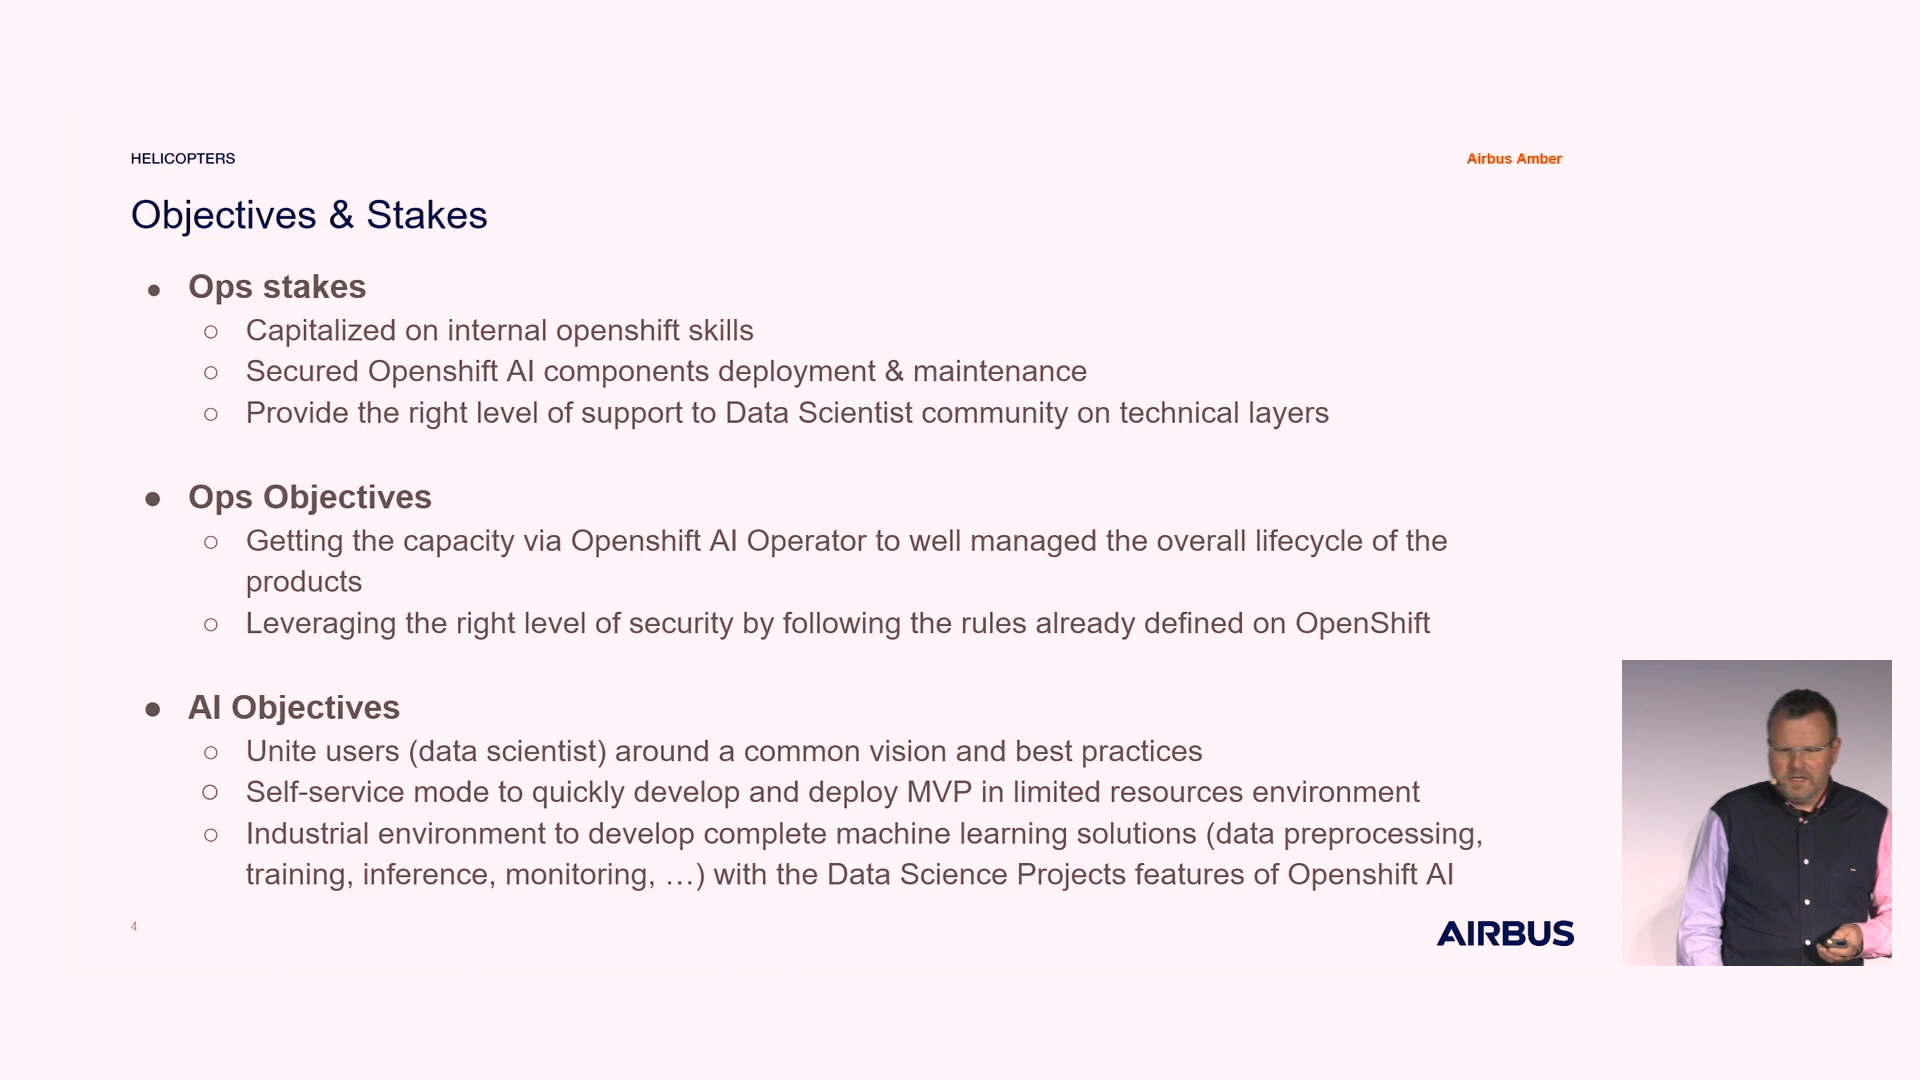 HELICOPTERS
Airbus Amber
Objectives & Stakes
● Ops stakes
○ Capitalized on internal openshift skills
○ Secured Openshift AI components deployment & maintenance
○ Provide the right level of support to Data Scientist community on technical layers
● Ops Objectives
○ Getting the capacity via Openshift AI Operator to well managed the overall lifecycle of the
products
○ Leveraging the right level of security by following the rules already defined on OpenShift
● AI Objectives
○ Unite users (data scientist) around a common vision and best practices
○ Self-service mode to quickly develop and deploy MVP in limited resources environment
○ Industrial environment to develop complete machine learning solutions (data preprocessing,
training, inference, monitoring, …) with the Data Science Projects features of Openshift AI
4
AIRBUS